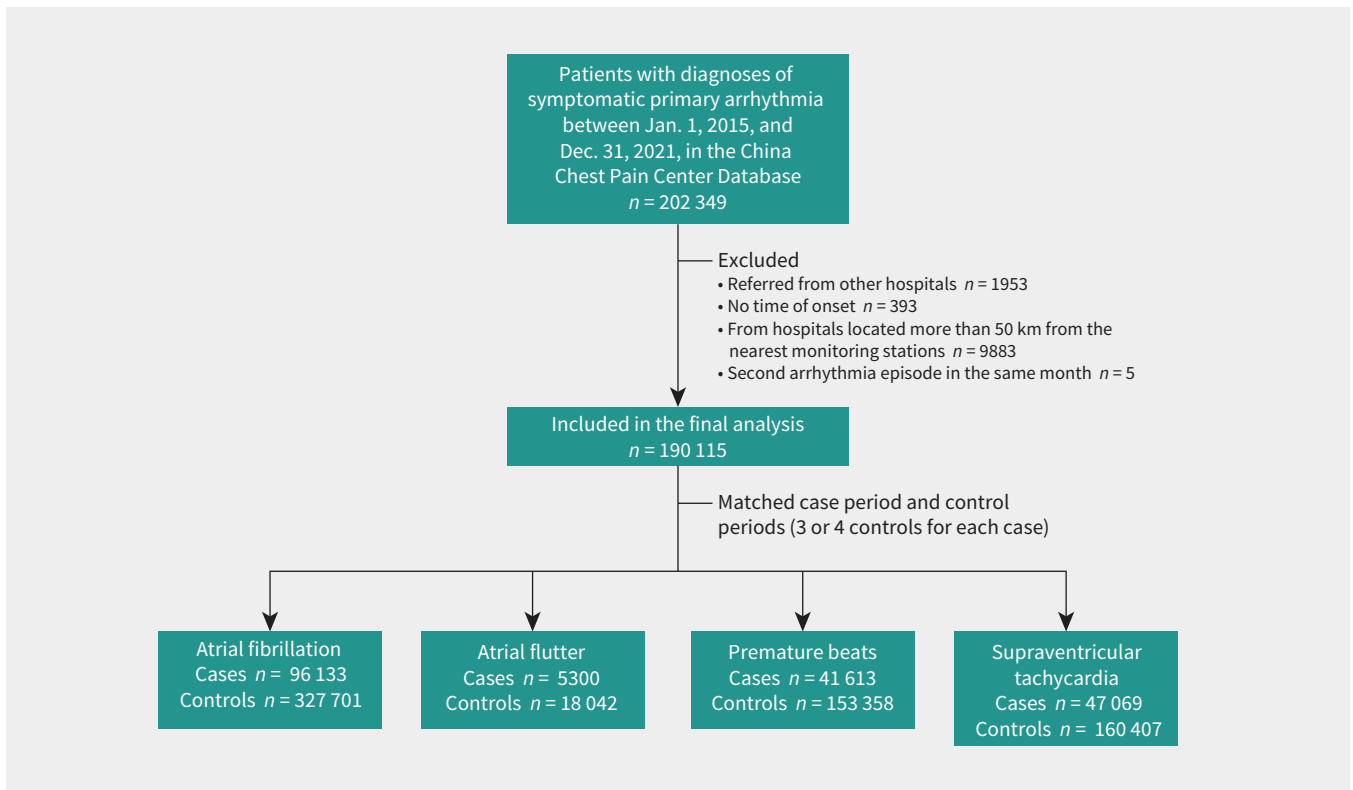 Patients with diagnoses of
symptomatic primary arrhythmia
between Jan. 1, 2015, and
Dec. 31, 2021, in the China
Chest Pain Center Database
n = 202 349
Excluded
• Referred from other hospitals n = 1953
• No time of onset n = 393
• From hospitals located more than 50 km from the
nearest monitoring stations n = 9883
• Second arrhythmia episode in the same month n = 5
Included in the final analysis
n = 190 115
Matched case period and control
periods (3 or 4 controls for each case)
Atrial fibrillation
Cases n = 96 133
Controls n = 327 701
Atrial flutter
Cases n = 5300
Controls n = 18 042
Premature beats
Cases n = 41 613
Controls n = 153 358
Supraventricular
tachycardia
Cases n = 47 069
Controls n = 160 407